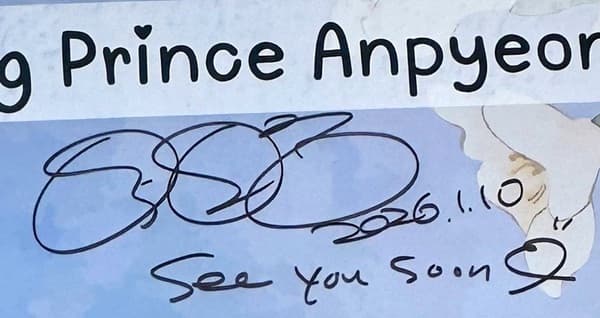 g Prince Anpyeon
2026.1.10
See you soon